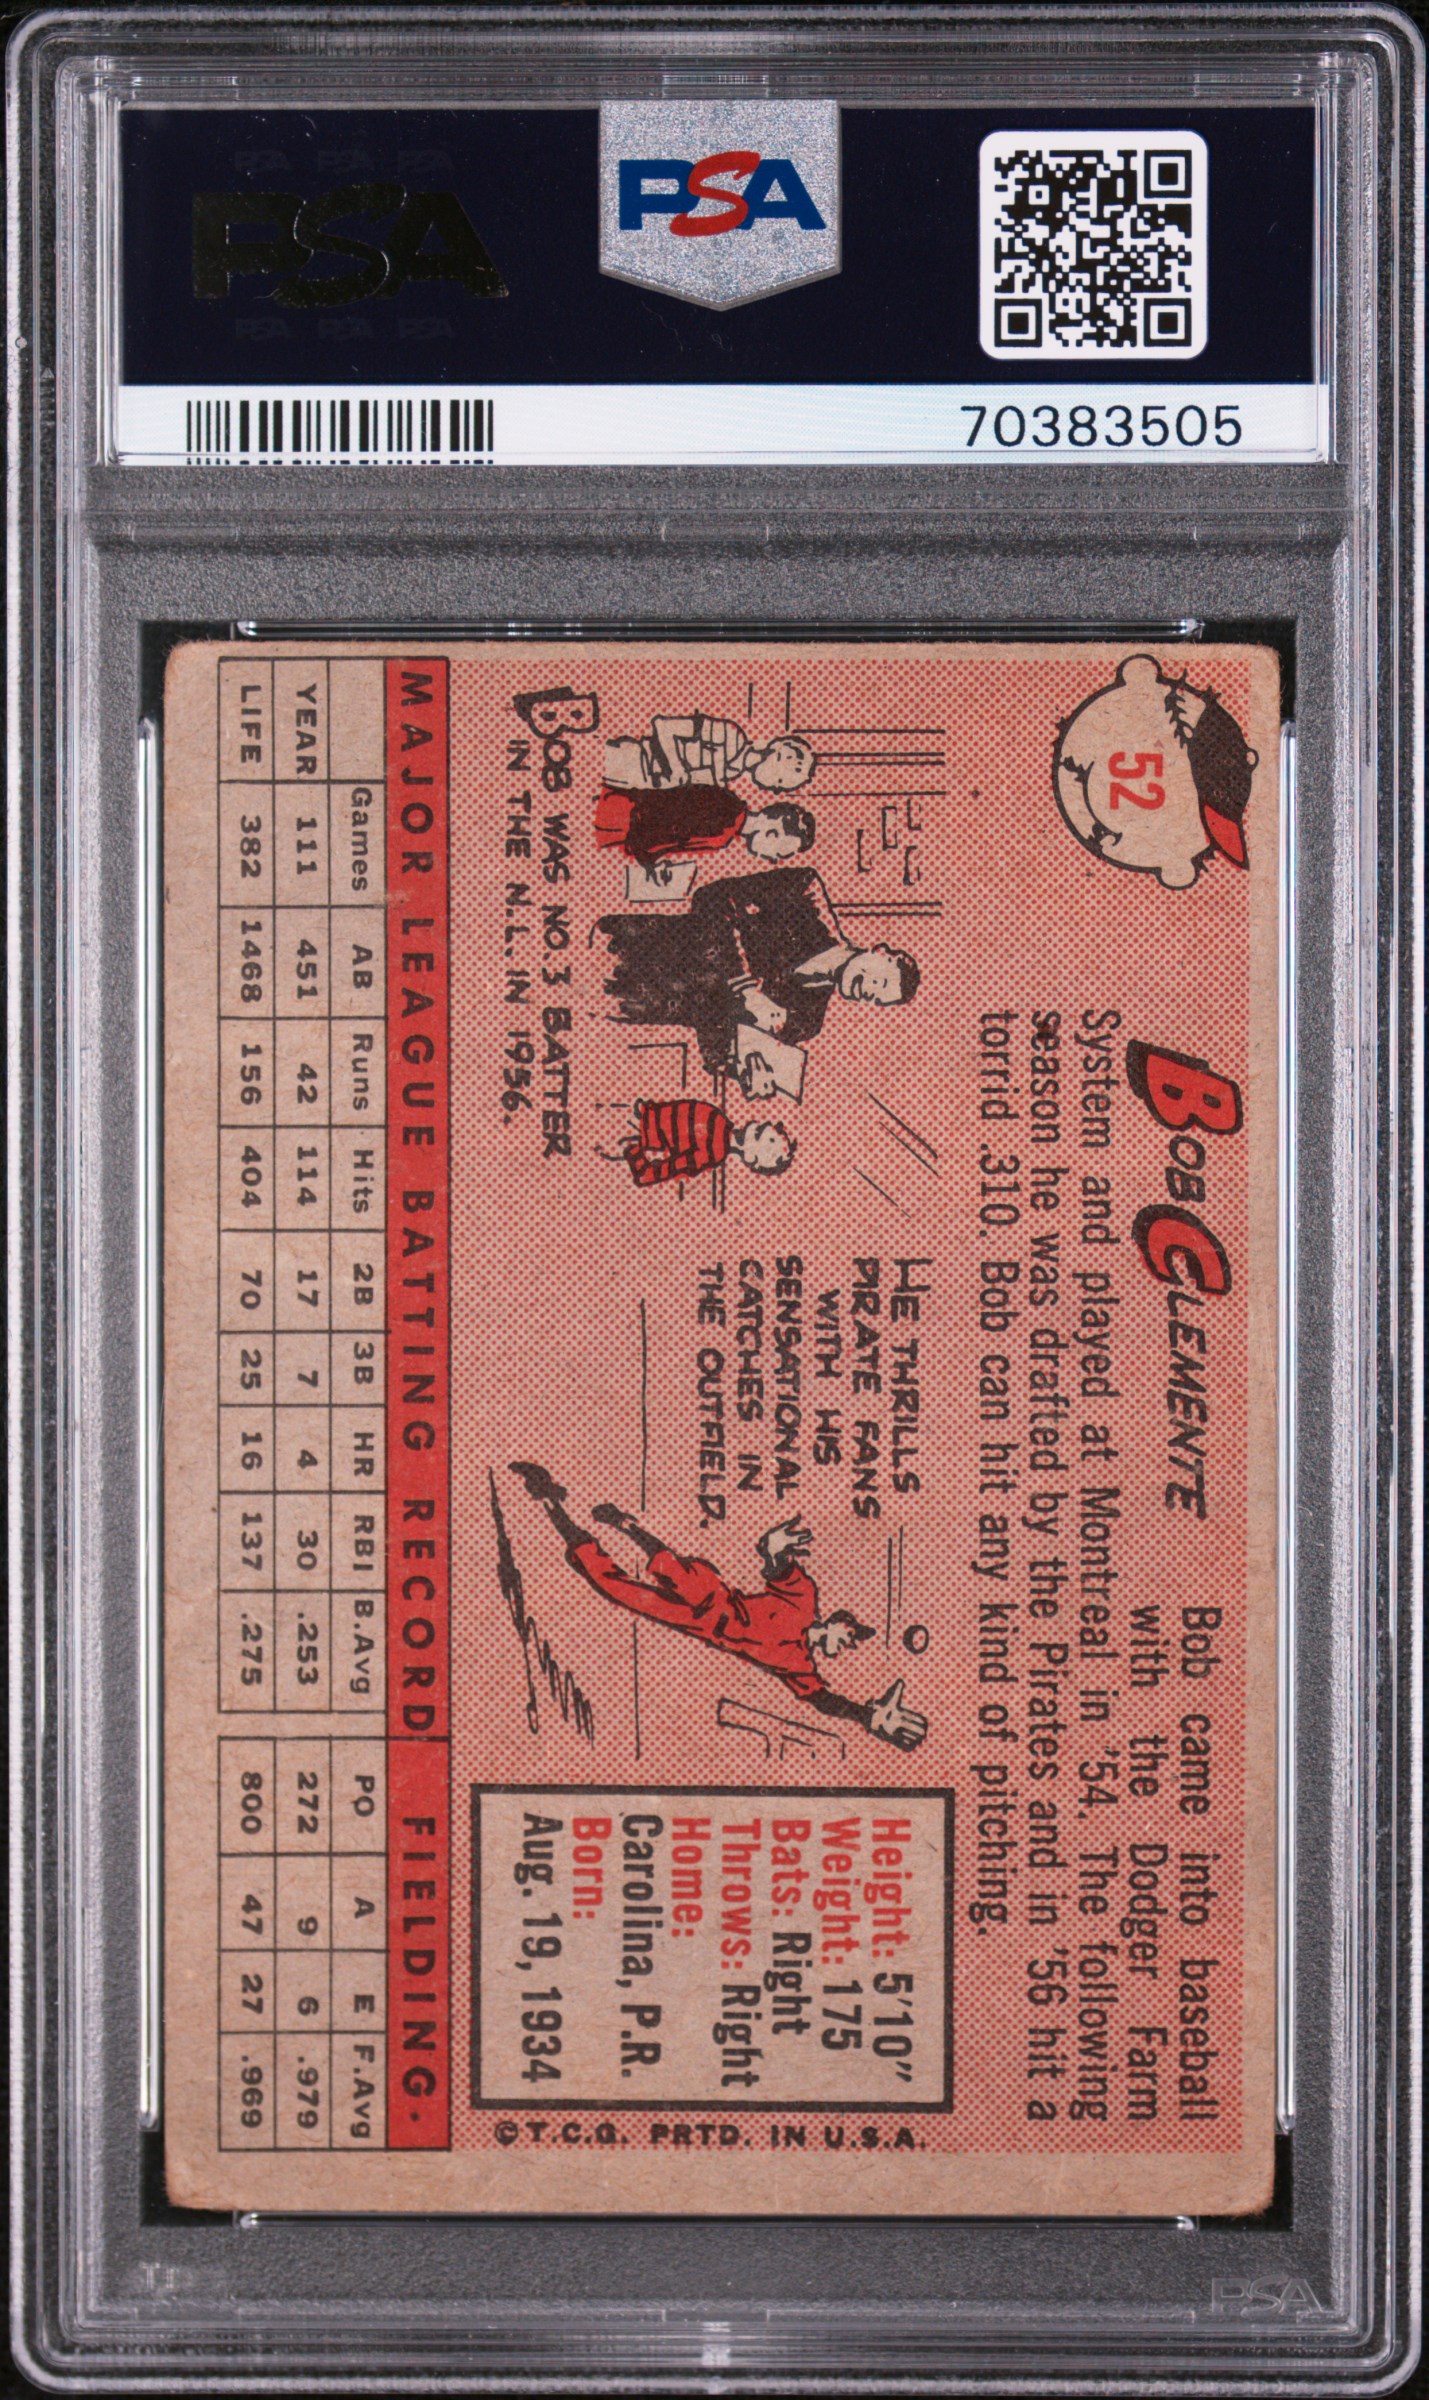 PSA
PSA PSA PSA
PSA
PSA PSA PSA
70383505
52
BOB CLEMENTE
Bob came into baseball
with the Dodger Farm
System and played at Montreal in '54. The following
season he was drafted by the Pirates and in '56 hit a
torrid .310. Bob can hit any kind of pitching.
BOB WAS NO. 3 BATTER
IN THE N.L. IN 1956.
HE THRILLS
PIRATE FANS
WITH HIS
SENSATIONAL
CATCHES IN
THE OUTFIELD.
Height: 5'10"
Weight: 175
Bats: Right
Throws: Right
Home:
Carolina, P.R.
Born:
Aug. 19, 1934
© T.C.G. PRTD. IN U.S.A.
MAJOR LEAGUE BATTING RECORD FIELDING.
Games AB Runs Hits 2B 3B HR RBI B.Avg PO A E F.Avg
YEAR 111 451 42 114 17 7 4 30 .253 272 9 6 .979
LIFE 382 1468 156 404 70 25 16 137 .275 800 47 27 .969
PSA